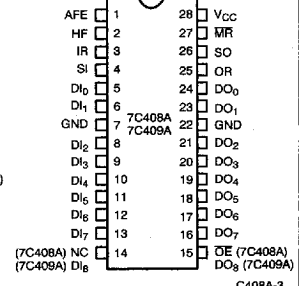 AFE 1 28 VCC
HF 2 27 MR
IR 3 26 SO
SI 4 25 OR
DI0 5 24 DO0
DI1 6 23 DO1
7C408A
GND 7 22 GND
7C409A
DI2 8 21 DO2
DI3 9 20 DO3
DI4 10 19 DO4
DI5 11 18 DO5
DI6 12 17 DO6
DI7 13 16 DO7
(7C408A) NC 14 15 OE (7C408A)
(7C409A) DI8 DO8 (7C409A)
C408A-3